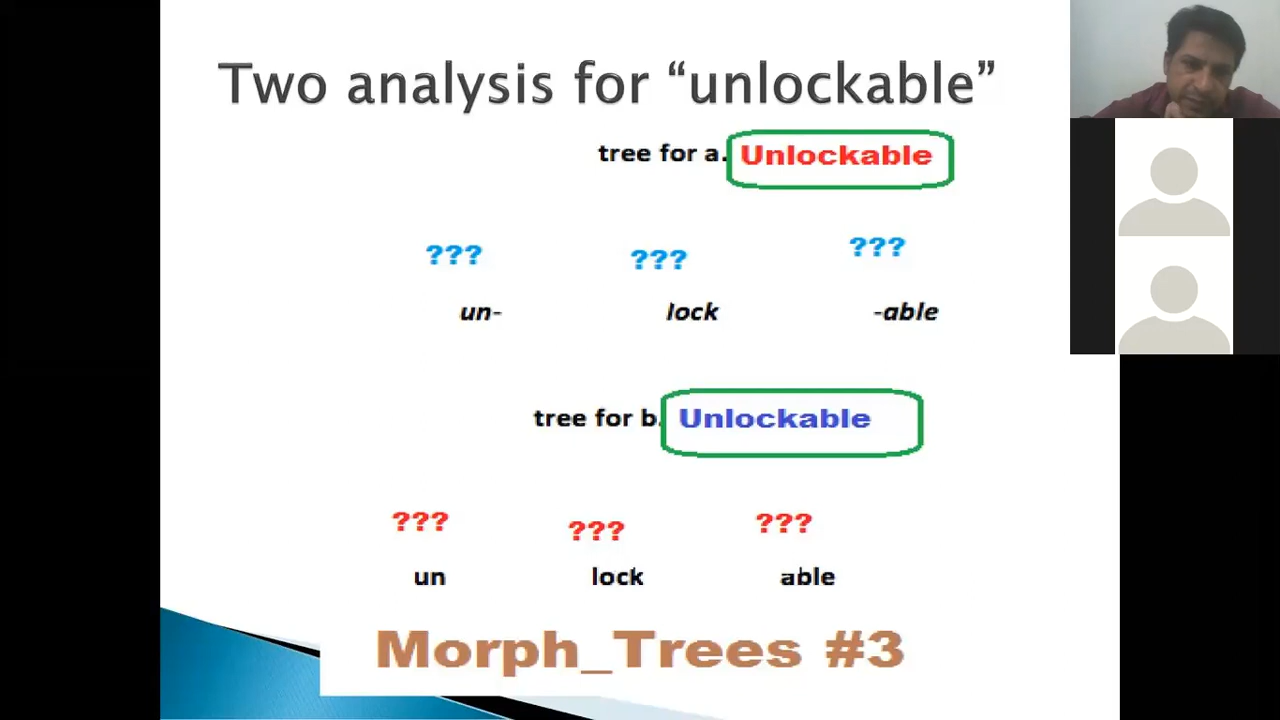 Two analysis for “unlockable”
tree for a. Unlockable
??? ??? ???
un- lock -able
tree for b. Unlockable
??? ??? ???
un lock able
Morph_Trees #3